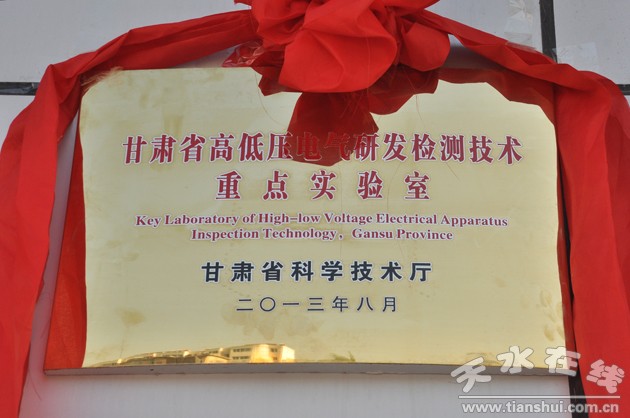 甘肃省高低压电气研发检测技术
重点实验室
Key Laboratory of High-low Voltage Electrical Apparatus
Inspection Technology, Gansu Province
甘肃省科学技术厅
二〇一三年八月
天水在线
www.tianshui.com.cn